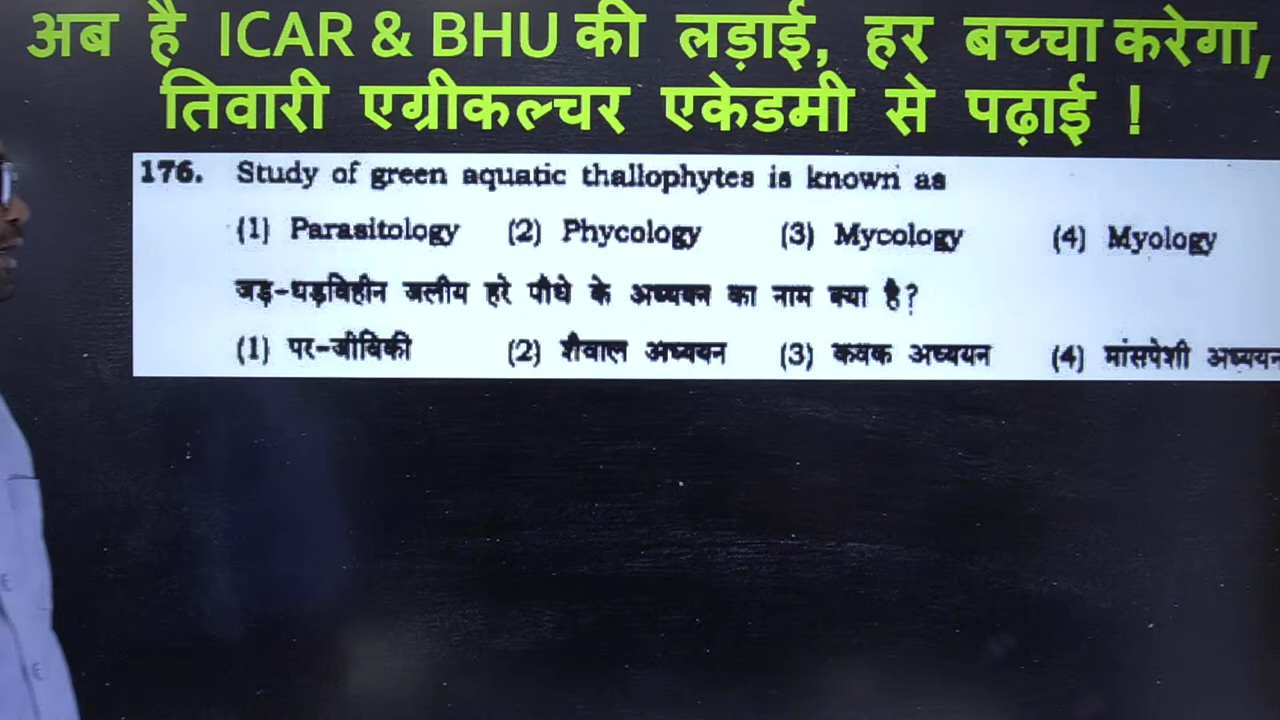 अब है ICAR & BHU की लड़ाई, हर बच्चा करेगा,
तिवारी एग्रीकल्चर एकेडमी से पढ़ाई !
176. Study of green aquatic thallophytes is known as
(1) Parasitology (2) Phycology (3) Mycology (4) Myology
जड़-धड़विहीन जलीय हरे पौधे के अध्ययन का नाम क्या है?
(1) पर-जीविकी (2) शैवाल अध्ययन (3) कवक अध्ययन (4) मांसपेशी अध्ययन